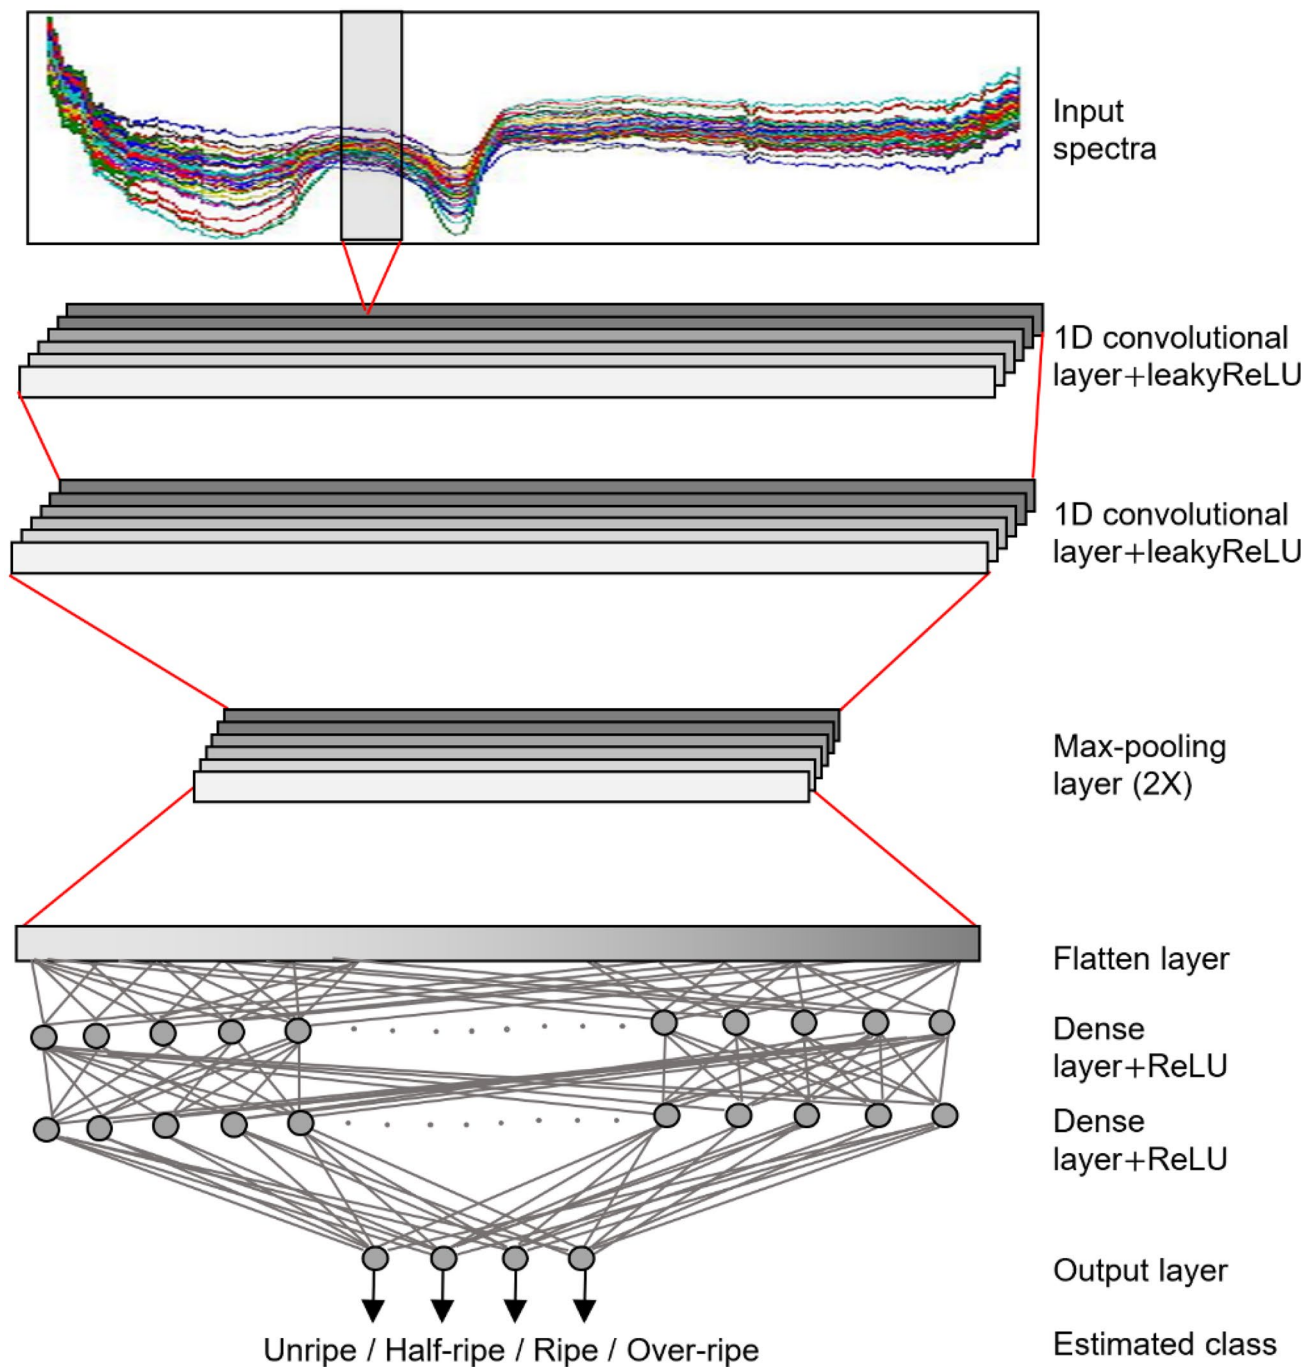 Input
spectra
1D convolutional
layer+leakyReLU
1D convolutional
layer+leakyReLU
Max-pooling
layer (2X)
Flatten layer
Dense
layer+ReLU
Dense
layer+ReLU
Output layer
Unripe / Half-ripe / Ripe / Over-ripe
Estimated class